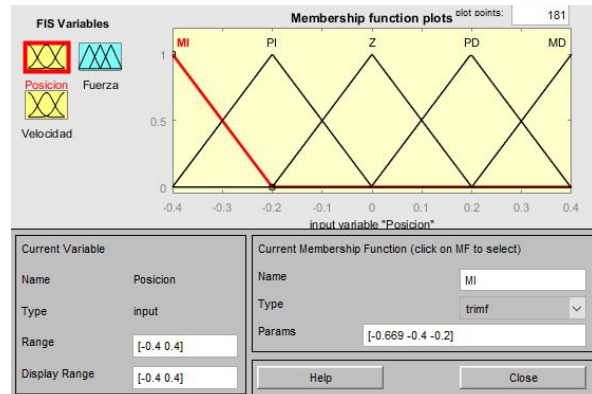 FIS Variables
Membership function plots
plot points:
181
MI
PI
Z
PD
MD
Posicion
Fuerza
Velocidad
1
0.5
0
-0.4
-0.3
-0.2
-0.1
0
0.1
0.2
0.3
0.4
input variable "Posicion"
Current Variable
Name
Posicion
Type
input
Range
[-0.4 0.4]
Display Range
[-0.4 0.4]
Current Membership Function (click on MF to select)
Name
MI
Type
trimf
Params
[-0.669 -0.4 -0.2]
Help
Close